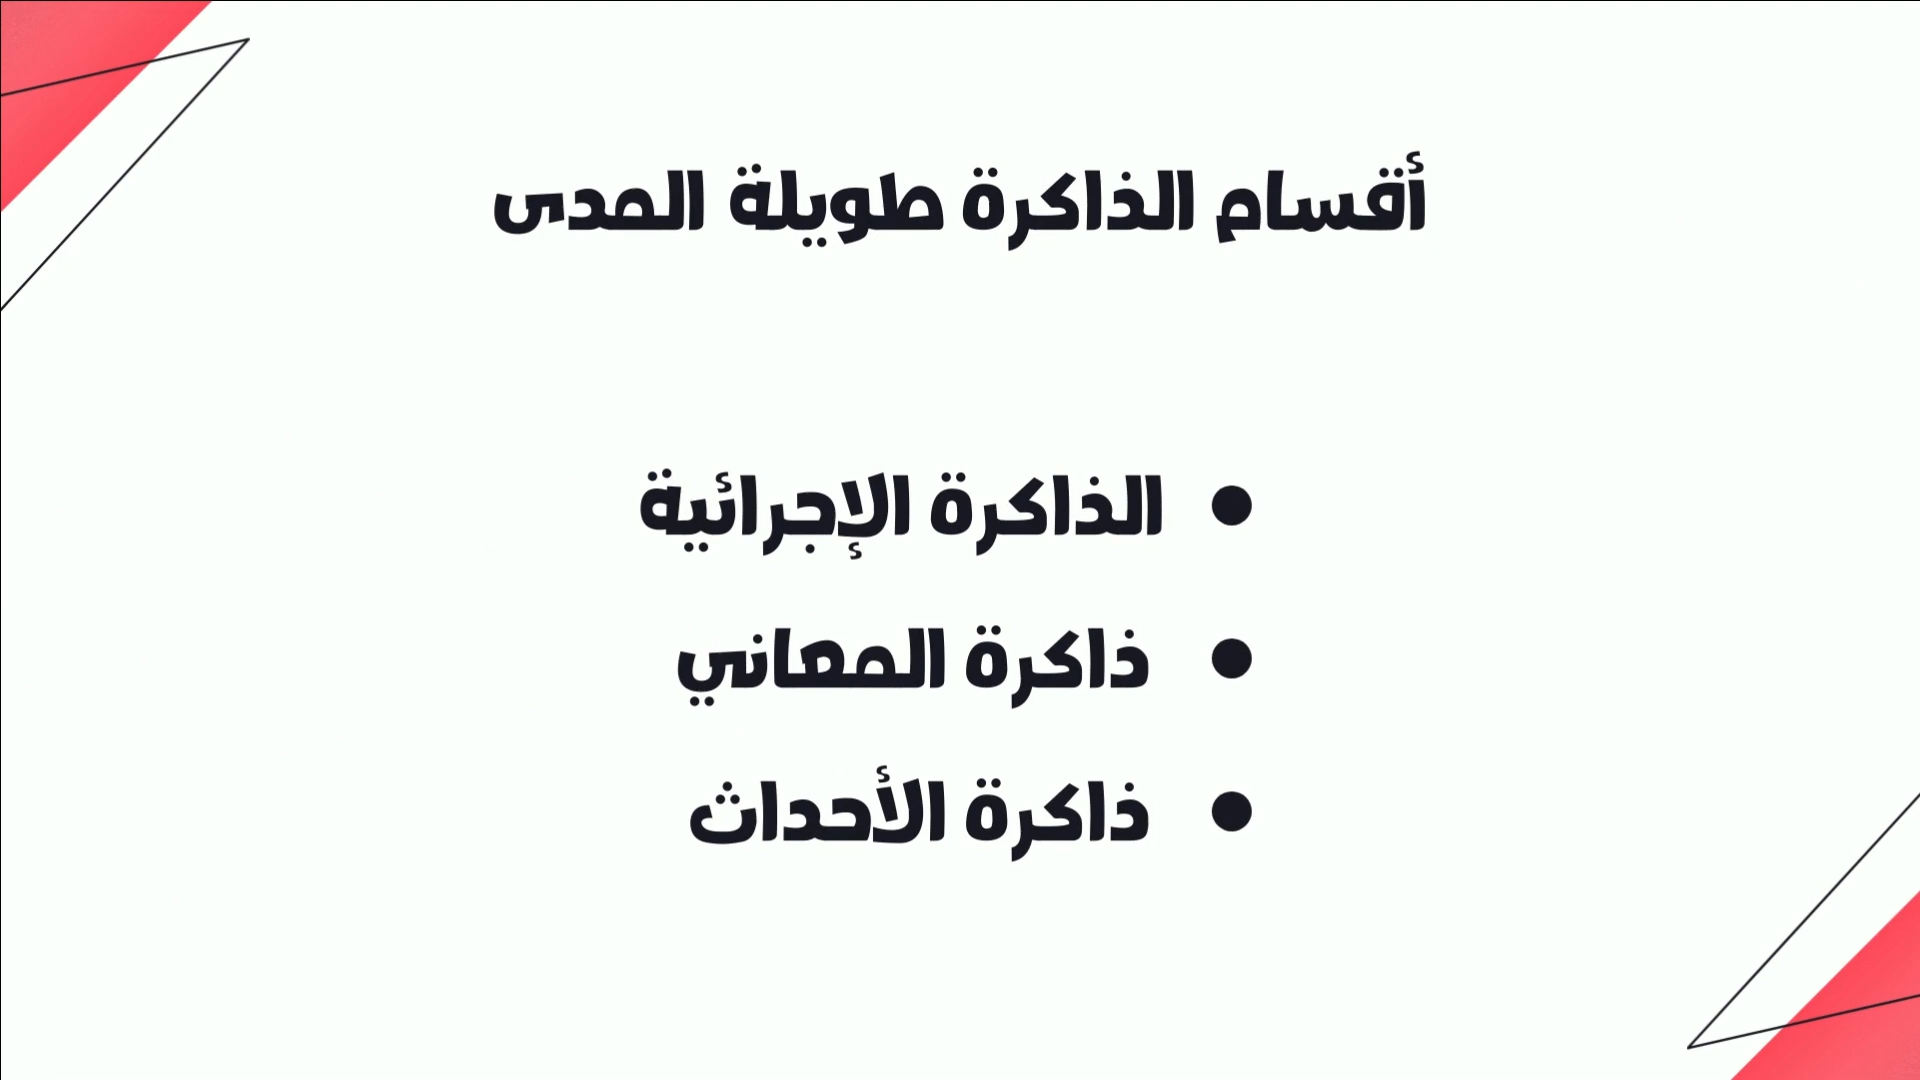 أقسام الذاكرة طويلة المدى
● الذاكرة الإجرائية
● ذاكرة المعاني
● ذاكرة الأحداث